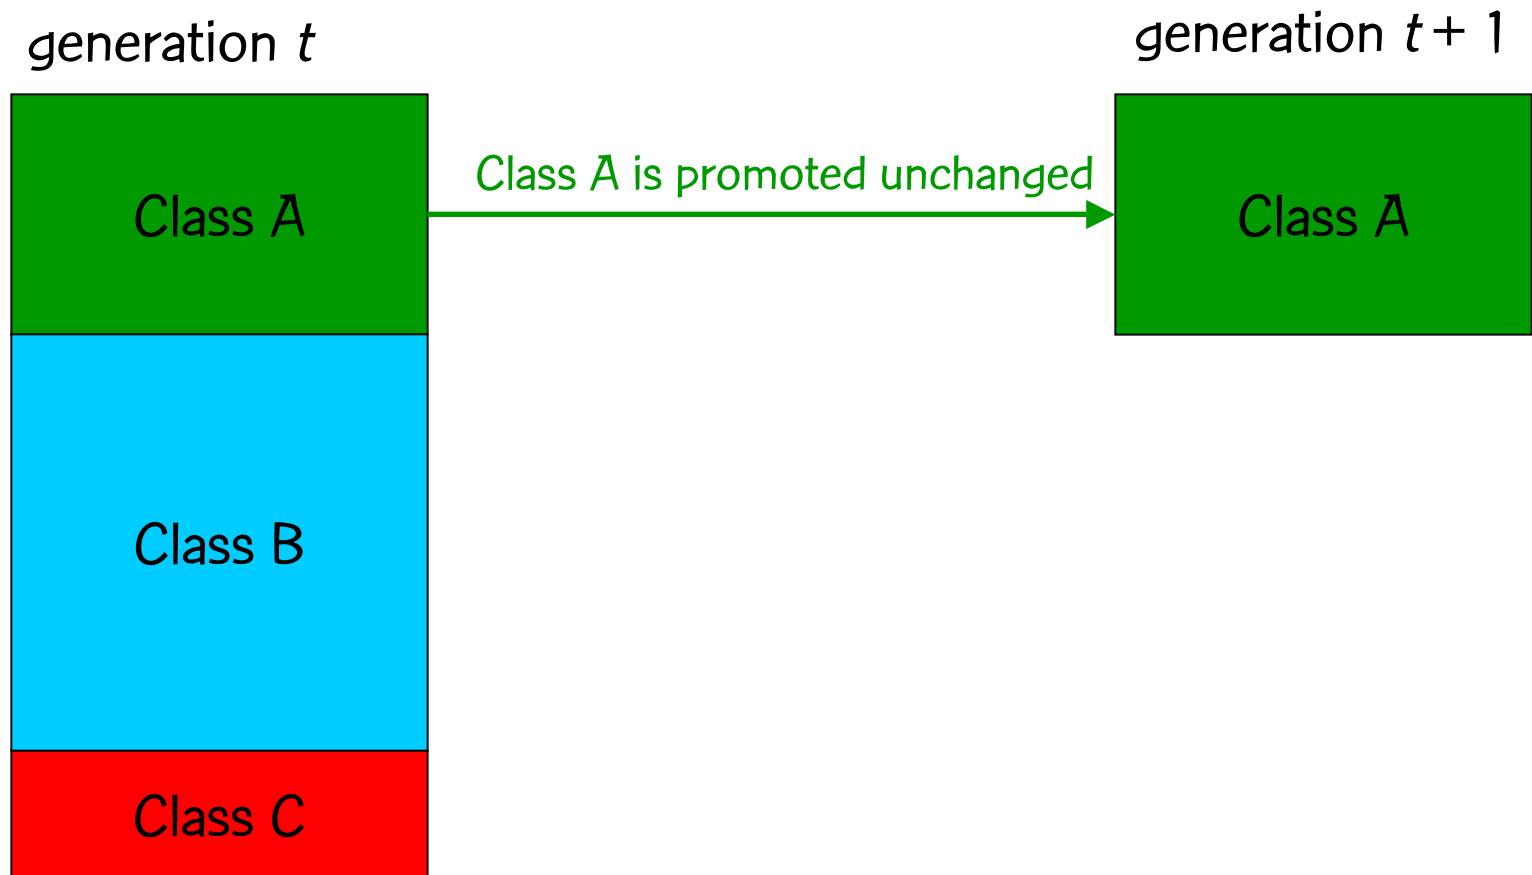 generation t
generation t + 1
Class A is promoted unchanged
Class A
Class A
Class B
Class C